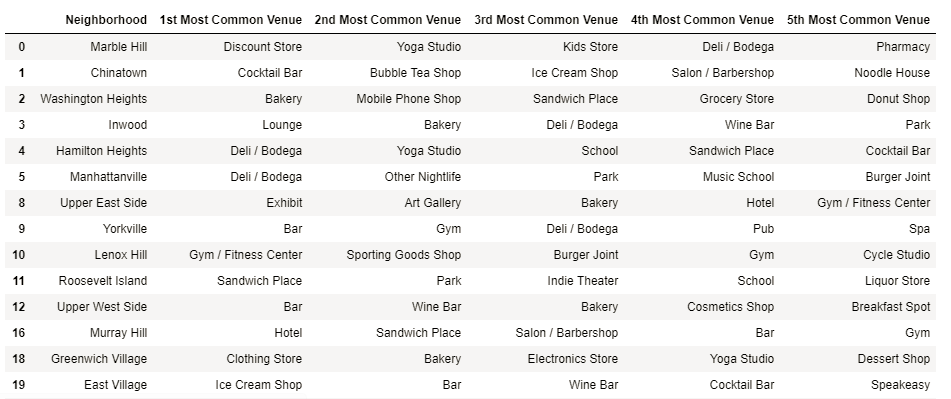 Neighborhood 1st Most Common Venue 2nd Most Common Venue 3rd Most Common Venue 4th Most Common Venue 5th Most Common Venue
0 Marble Hill Discount Store Yoga Studio Kids Store Deli / Bodega Pharmacy
1 Chinatown Cocktail Bar Bubble Tea Shop Ice Cream Shop Salon / Barbershop Noodle House
2 Washington Heights Bakery Mobile Phone Shop Sandwich Place Grocery Store Donut Shop
3 Inwood Lounge Bakery Deli / Bodega Wine Bar Park
4 Hamilton Heights Deli / Bodega Yoga Studio School Sandwich Place Cocktail Bar
5 Manhattanville Deli / Bodega Other Nightlife Park Music School Burger Joint
8 Upper East Side Exhibit Art Gallery Bakery Hotel Gym / Fitness Center
9 Yorkville Bar Gym Deli / Bodega Pub Spa
10 Lenox Hill Gym / Fitness Center Sporting Goods Shop Burger Joint Gym Cycle Studio
11 Roosevelt Island Sandwich Place Park Indie Theater School Liquor Store
12 Upper West Side Bar Wine Bar Bakery Cosmetics Shop Breakfast Spot
16 Murray Hill Hotel Sandwich Place Salon / Barbershop Bar Gym
18 Greenwich Village Clothing Store Bakery Electronics Store Yoga Studio Dessert Shop
19 East Village Ice Cream Shop Bar Wine Bar Cocktail Bar Speakeasy